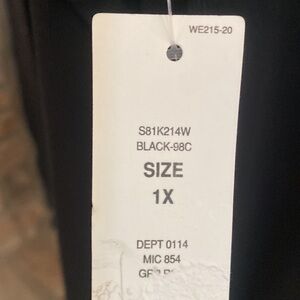 WE215-20
S81K214W
BLACK-98C
SIZE
1X
DEPT 0114
MIC 854